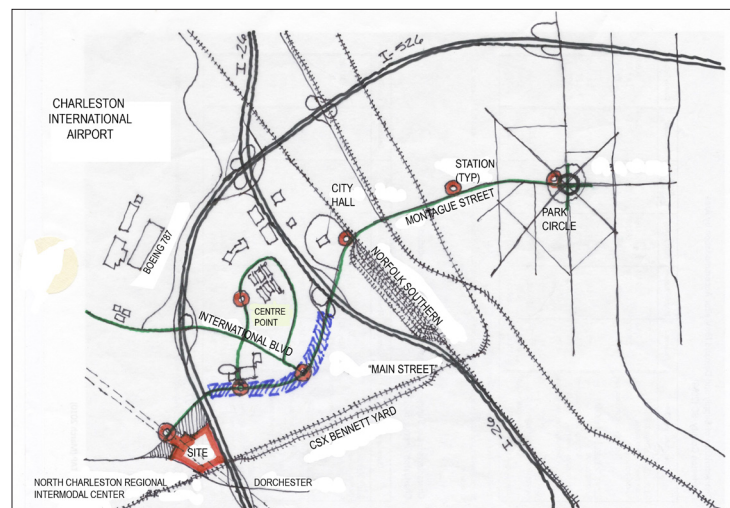 I-26
I-526
CHARLESTON
INTERNATIONAL
AIRPORT
STATION
(TYP)
CITY
HALL
MONTAGUE STREET
PARK
CIRCLE
BOEING 787
NORFOLK SOUTHERN
CENTRE
POINT
INTERNATIONAL BLVD
"MAIN STREET"
CSX BENNETT YARD
I-26
SITE
NORTH CHARLESTON REGIONAL
INTERMODAL CENTER
DORCHESTER